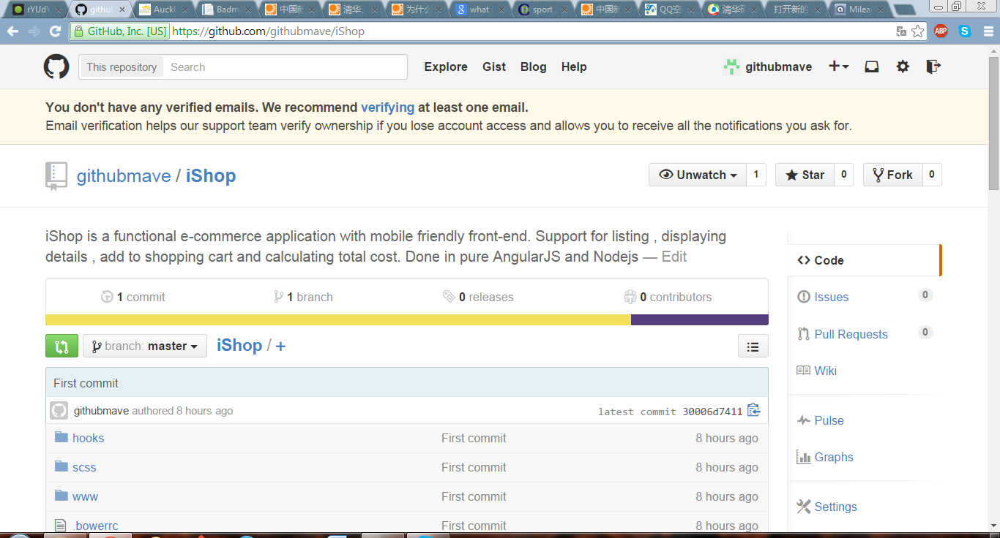 rYUdV
github
Auckl
Badm
中国新
清华.
为什么
what i
sport
中国新
QQ空
清华研
打开新的
Milea
GitHub, Inc. [US] https://github.com/githubmave/iShop
ABP
This repository Search Explore Gist Blog Help githubmave
You don't have any verified emails. We recommend verifying at least one email.
Email verification helps our support team verify ownership if you lose account access and allows you to receive all the notifications you ask for.
githubmave / iShop Unwatch 1 Star 0 Fork 0
iShop is a functional e-commerce application with mobile friendly front-end. Support for listing , displaying
details , add to shopping cart and calculating total cost. Done in pure AngularJS and Nodejs — Edit
1 commit 1 branch 0 releases 0 contributors
branch: master iShop / +
First commit
githubmave authored 8 hours ago latest commit 30006d7411
hooks First commit 8 hours ago
scss First commit 8 hours ago
www First commit 8 hours ago
.bowerrc First commit 8 hours ago
Code
Issues 0
Pull Requests 0
Wiki
Pulse
Graphs
Settings